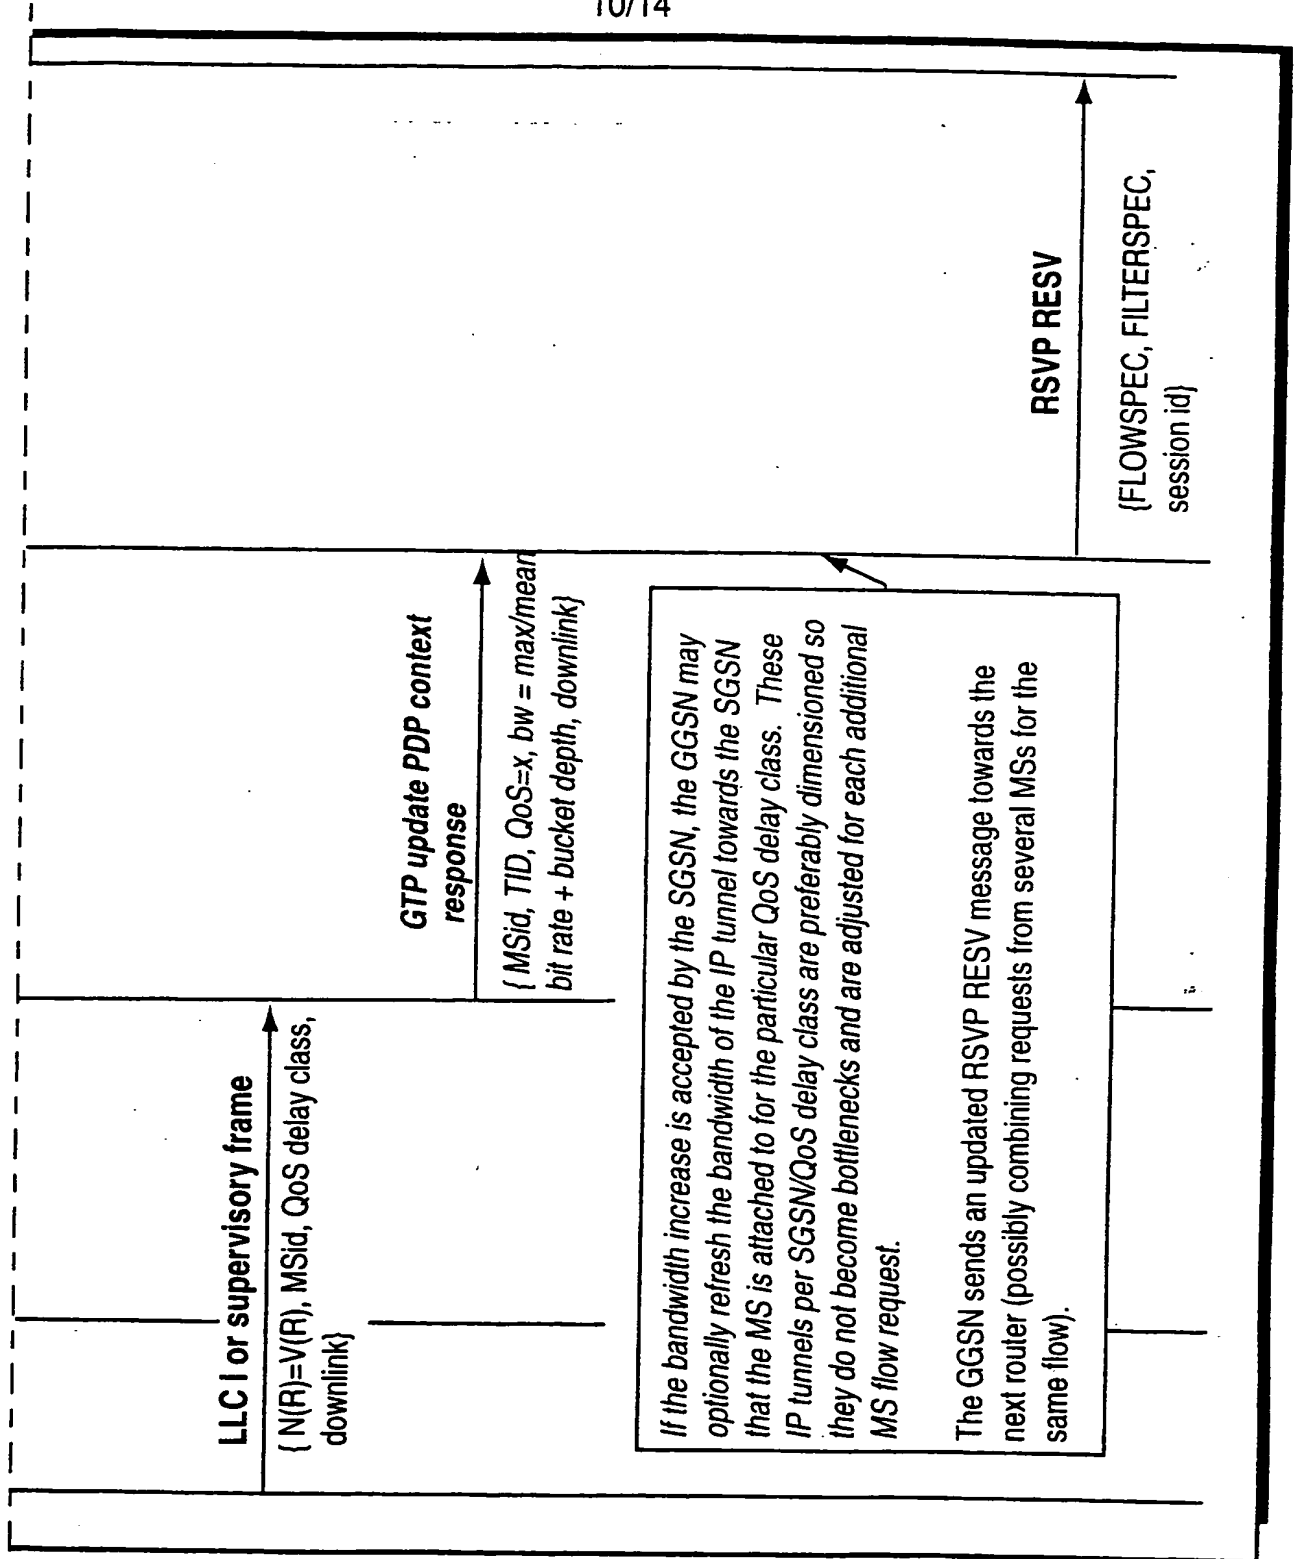 10/14
LLC I or supervisory frame
{ N(R)=V(R), MSid, QoS delay class,
downlink}
GTP update PDP context
response
{ MSid, TID, QoS=x, bw = max/mean
bit rate + bucket depth, downlink}
If the bandwidth increase is accepted by the SGSN, the GGSN may
optionally refresh the bandwidth of the IP tunnel towards the SGSN
that the MS is attached to for the particular QoS delay class. These
IP tunnels per SGSN/QoS delay class are preferably dimensioned so
they do not become bottlenecks and are adjusted for each additional
MS flow request.
The GGSN sends an updated RSVP RESV message towards the
next router (possibly combining requests from several MSs for the
same flow).
RSVP RESV
{FLOWSPEC, FILTERSPEC,
session id}